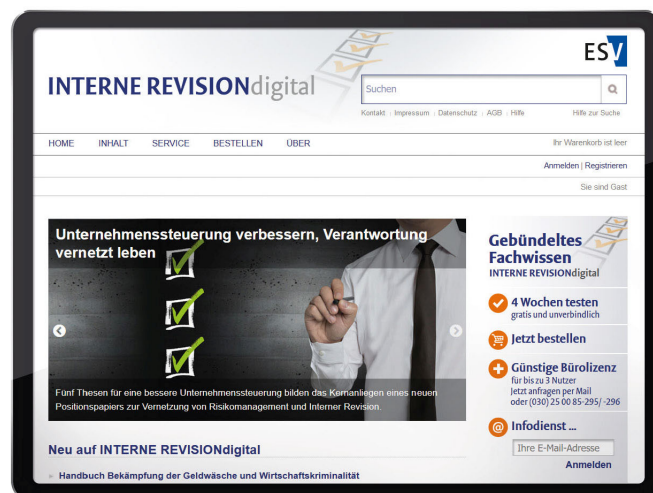 ESV
INTERNE REVISIONdigital
Suchen
Kontakt | Impressum | Datenschutz | AGB | Hilfe
Hilfe zur Suche
HOME INHALT SERVICE BESTELLEN ÜBER
Ihr Warenkorb ist leer
Anmelden | Registrieren
Sie sind Gast
Unternehmenssteuerung verbessern, Verantwortung
vernetzt leben
Fünf Thesen für eine bessere Unternehmenssteuerung bilden das Kernanliegen eines neuen
Positionspapiers zur Vernetzung von Risikomanagement und Interner Revision.
Neu auf INTERNE REVISIONdigital
Handbuch Bekämpfung der Geldwäsche und Wirtschaftskriminalität
Gebündeltes
Fachwissen
INTERNE REVISIONdigital
4 Wochen testen
gratis und unverbindlich
Jetzt bestellen
Günstige Bürolizenz
für bis zu 3 Nutzer
Jetzt anfragen per Mail
oder (030) 25 00 85-295/ -296
@ Infodienst ...
Ihre E-Mail-Adresse
Anmelden